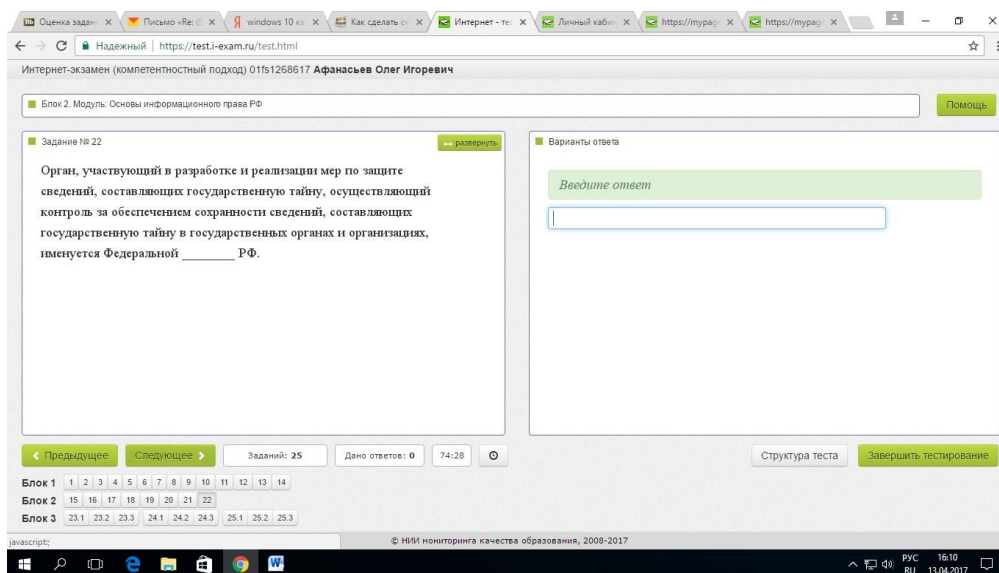 Оценка задан
Письмо «Re:
windows 10 ка
Как сделать с
Интернет - те
Личный кабин
https://mypag
https://mypag
Надежный | https://test.i-exam.ru/test.html
Интернет-экзамен (компетентностный подход) 01fs1268617 Афанасьев Олег Игоревич
Блок 2. Модуль: Основы информационного права РФ
Помощь
Задание № 22
развернуть
Орган, участвующий в разработке и реализации мер по защите
сведений, составляющих государственную тайну, осуществляющий
контроль за обеспечением сохранности сведений, составляющих
государственную тайну в государственных органах и организациях,
именуется Федеральной ________ РФ.
Варианты ответа
Введите ответ
Предыдущее
Следующее
Заданий: 25
Дано ответов: 0
74:28
Структура теста
Завершить тестирование
Блок 1 1 2 3 4 5 6 7 8 9 10 11 12 13 14
Блок 2 15 16 17 18 19 20 21 22
Блок 3 23.1 23.2 23.3 24.1 24.2 24.3 25.1 25.2 25.3
javascript:;
© НИИ мониторинга качества образования, 2008-2017
РУС 16:10
RU 13.04.2017